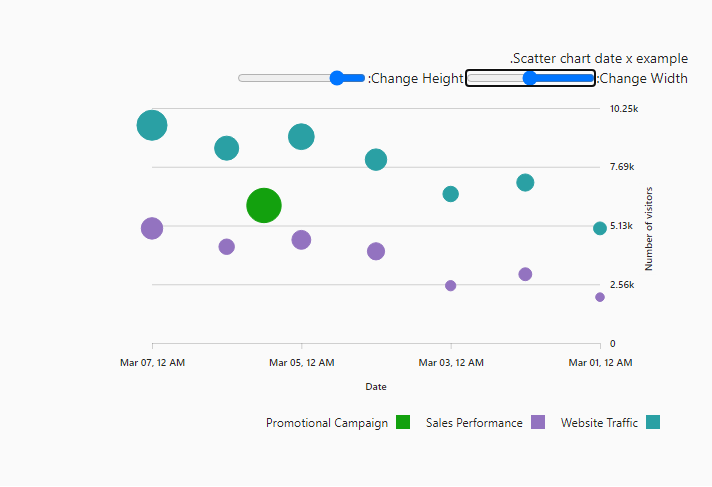 .Scatter chart date x example
:Change Width
:Change Height
10.25k
7.69k
5.13k
2.56k
0
Number of visitors
Mar 07, 12 AM
Mar 05, 12 AM
Mar 03, 12 AM
Mar 01, 12 AM
Date
Promotional Campaign
Sales Performance
Website Traffic